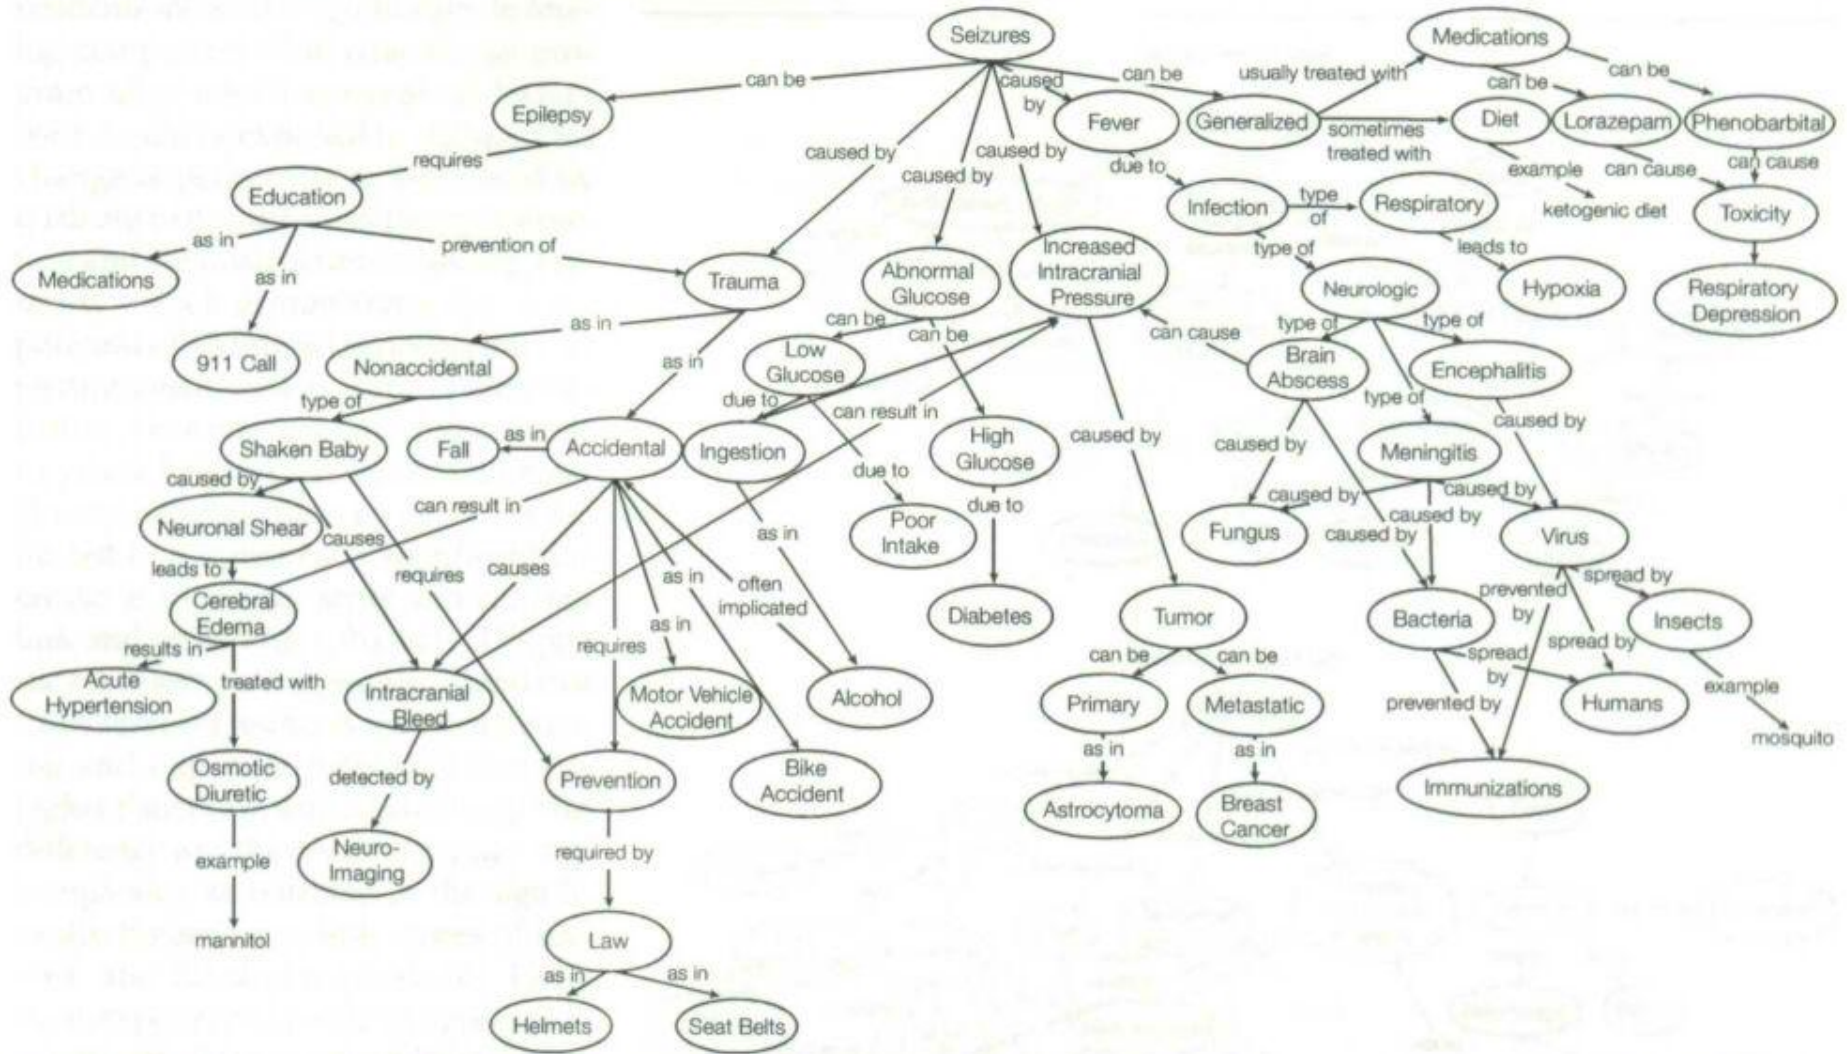 Seizures
Medications
can be
caused
by
can be
usually treated with
can be
can be
Epilepsy
Fever
Generalized
sometimes
treated with
Diet
Lorazepam
Phenobarbital
requires
caused by
caused by
caused by
due to
example
can cause
can cause
Education
Infection
type
of
Respiratory
ketogenic diet
Toxicity
as in
as in
prevention of
type of
leads to
Medications
Trauma
Abnormal
Glucose
Increased
Intracranial
Pressure
Neurologic
Hypoxia
Respiratory
Depression
as in
can be
can be
can cause
type of
type of
911 Call
Nonaccidental
as in
Low
Glucose
Brain
Abscess
Encephalitis
type of
due to
can result in
type of
Shaken Baby
Fall
as in
Accidental
Ingestion
High
Glucose
caused by
caused by
Meningitis
caused by
caused by
can result in
due to
due to
caused by
caused by
caused by
caused by
Neuronal Shear
causes
Poor
Intake
as in
Fungus
Virus
leads to
requires
causes
as in
often
implicated
prevented
by
spread by
Cerebral
Edema
as in
Diabetes
Tumor
Bacteria
Insects
results in
requires
can be
can be
spread
by
spread by
Acute
Hypertension
treated with
Intracranial
Bleed
Motor Vehicle
Accident
Alcohol
Primary
Metastatic
prevented by
Humans
example
as in
as in
mosquito
Osmotic
Diuretic
detected by
Prevention
Bike
Accident
Astrocytoma
Breast
Cancer
Immunizations
example
Neuro-
Imaging
required by
mannitol
Law
as in
as in
Helmets
Seat Belts